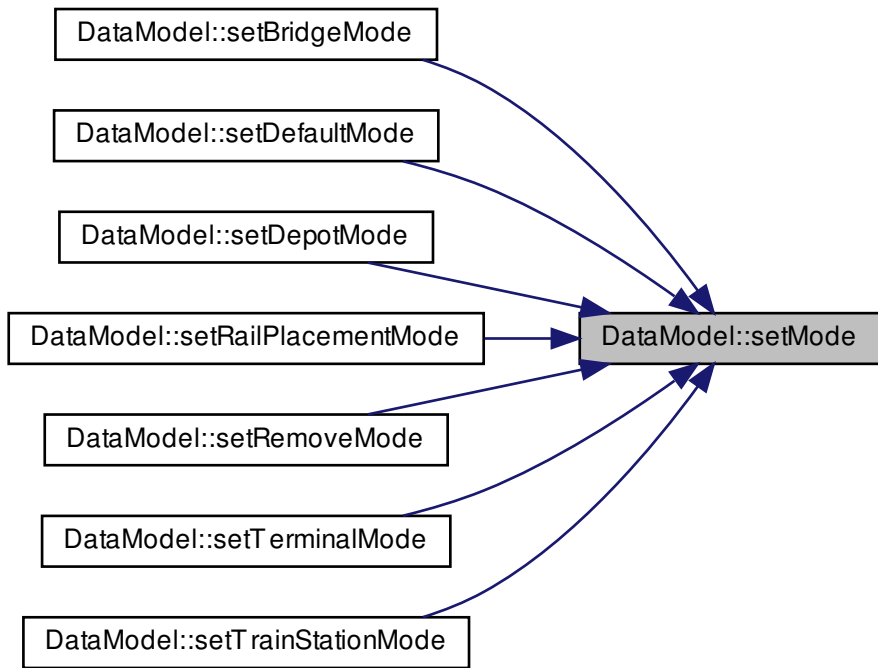 DataModel::setBridgeMode
DataModel::setDefaultMode
DataModel::setDepotMode
DataModel::setRailPlacementMode
DataModel::setMode
DataModel::setRemoveMode
DataModel::setTerminalMode
DataModel::setTrainStationMode